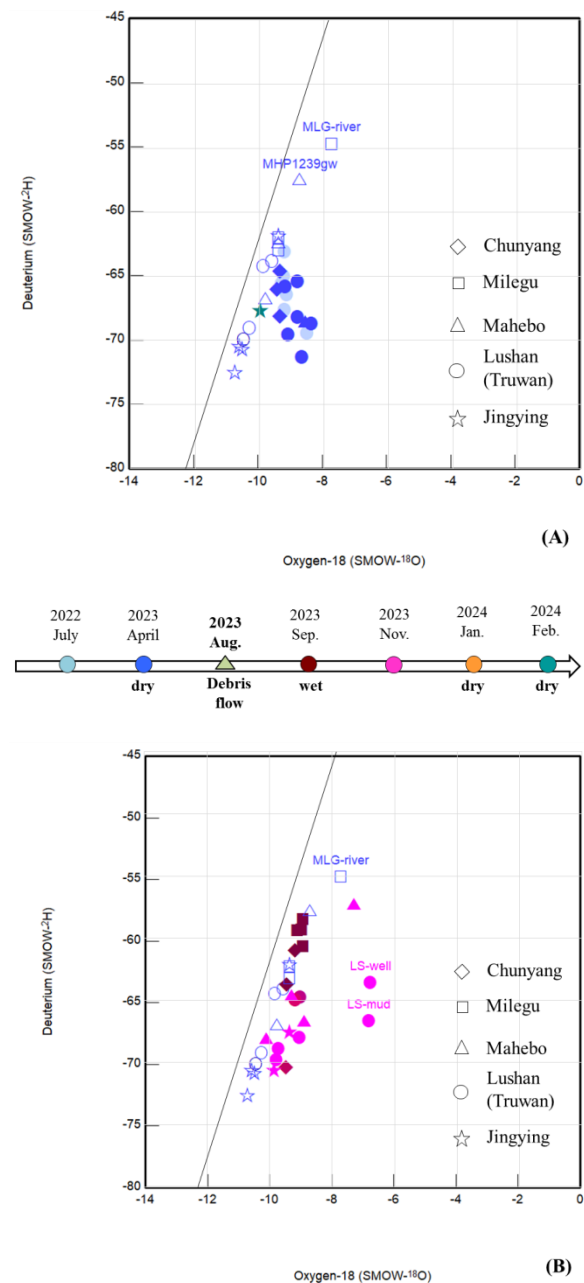 -45
-50
-55
-60
-65
-70
-75
-80
Deuterium (SMOW-²H)
MLG-river
MHP1239gw
Chunyang
Milegu
Mahebo
Lushan
(Truwan)
Jingying
-14 -12 -10 -8 -6 -4 -2 0
(A)
Oxygen-18 (SMOW-¹⁸O)
2022 2023 2023 2023 2023 2024 2024
July April Aug. Sep. Nov. Jan. Feb.
dry Debris wet dry dry
flow
-45
-50
-55
-60
-65
-70
-75
-80
Deuterium (SMOW-²H)
MLG-river
LS-well
LS-mud
Chunyang
Milegu
Mahebo
Lushan
(Truwan)
Jingying
-14 -12 -10 -8 -6 -4 -2 0
Oxygen-18 (SMOW-¹⁸O)
(B)